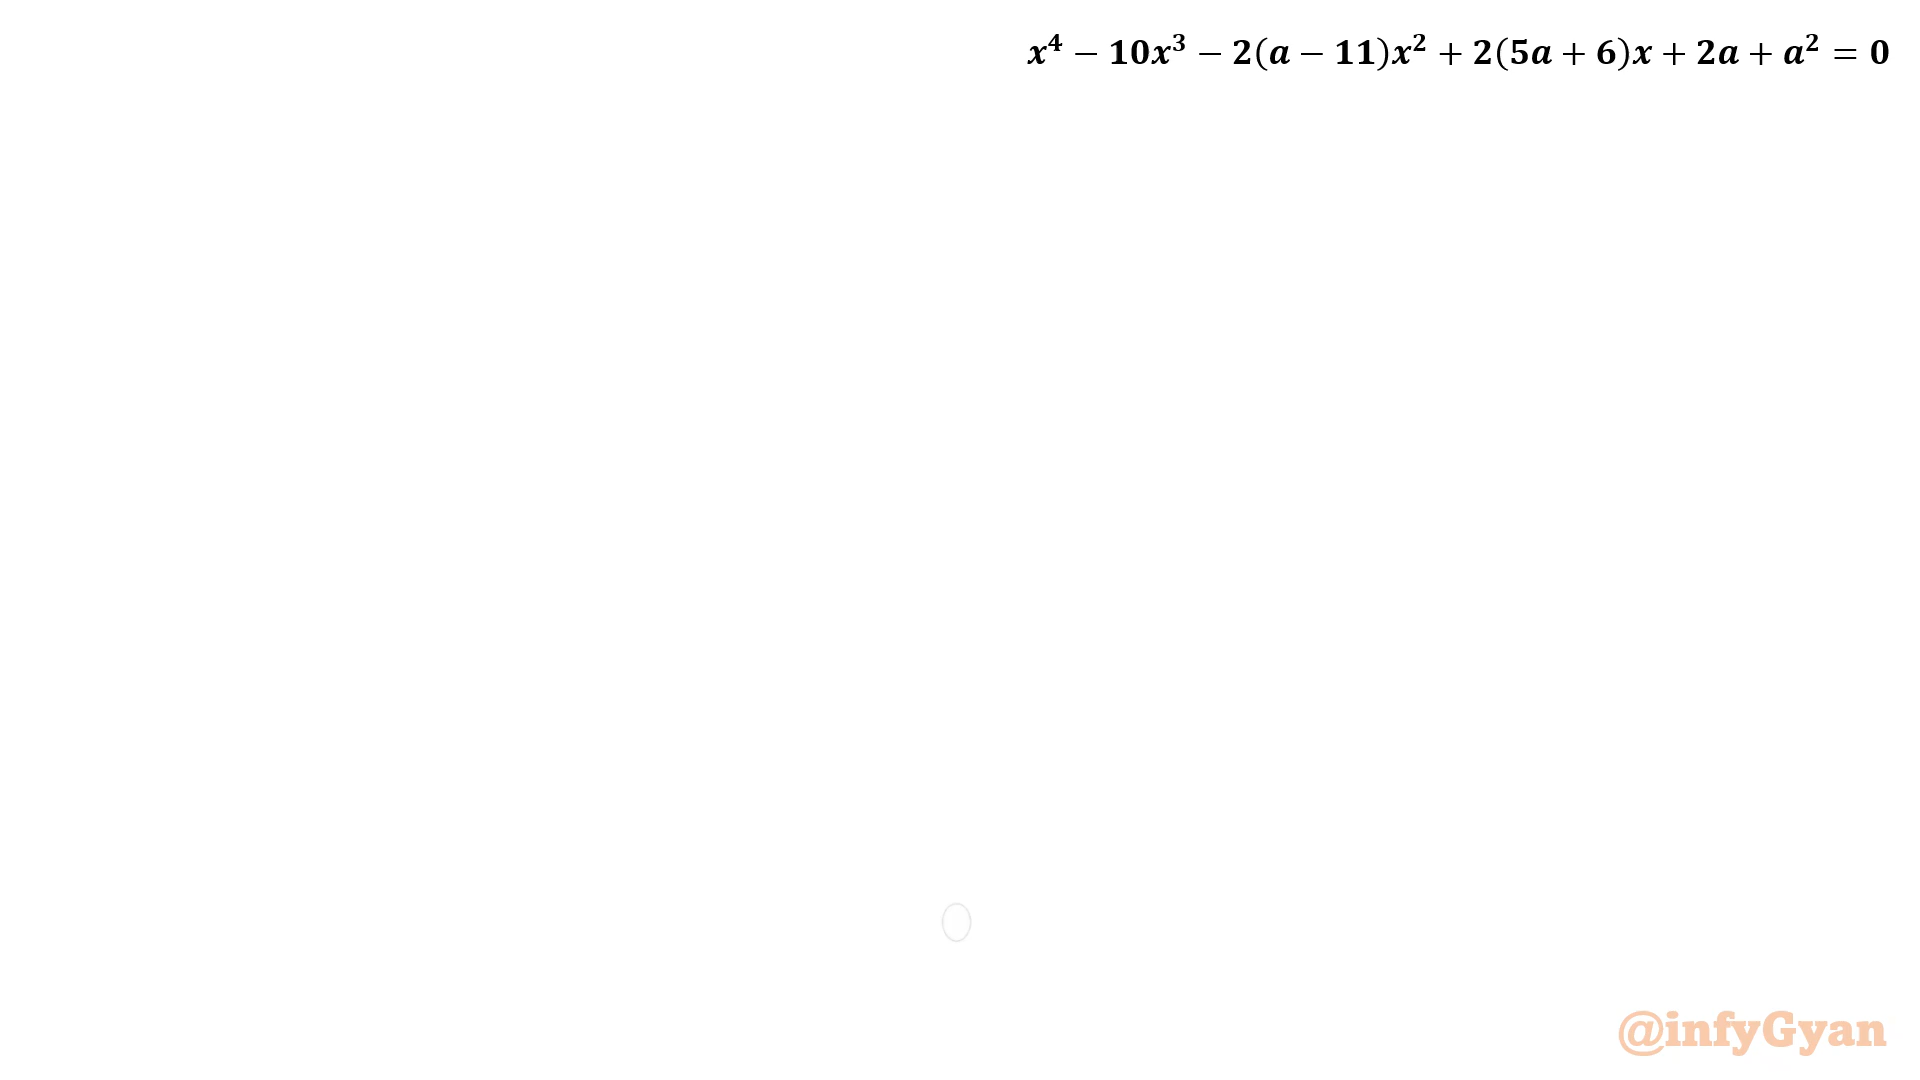 x⁴ − 10x³ − 2(a − 11)x² + 2(5a + 6)x + 2a + a² = 0
@infyGyan